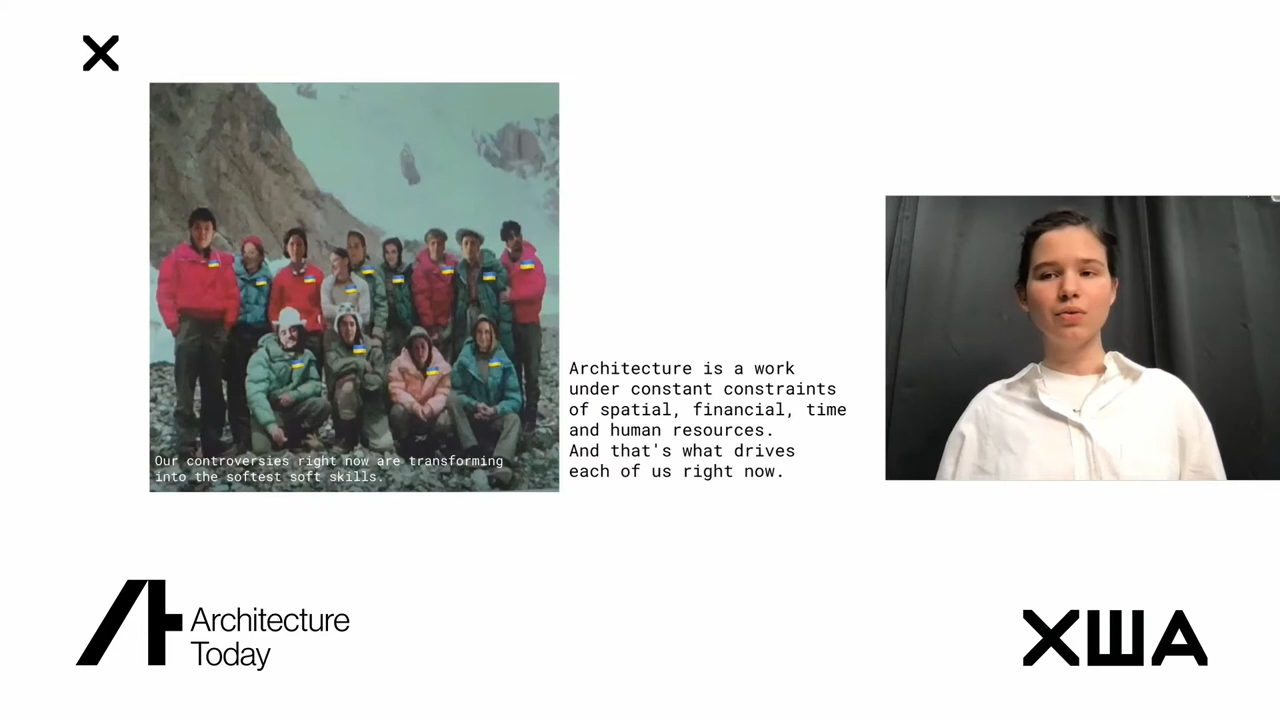 Our controversies right now are transforming
into the softest soft skills.
Architecture is a work
under constant constraints
of spatial, financial, time
and human resources.
And that's what drives
each of us right now.
Architecture
Today
ХША